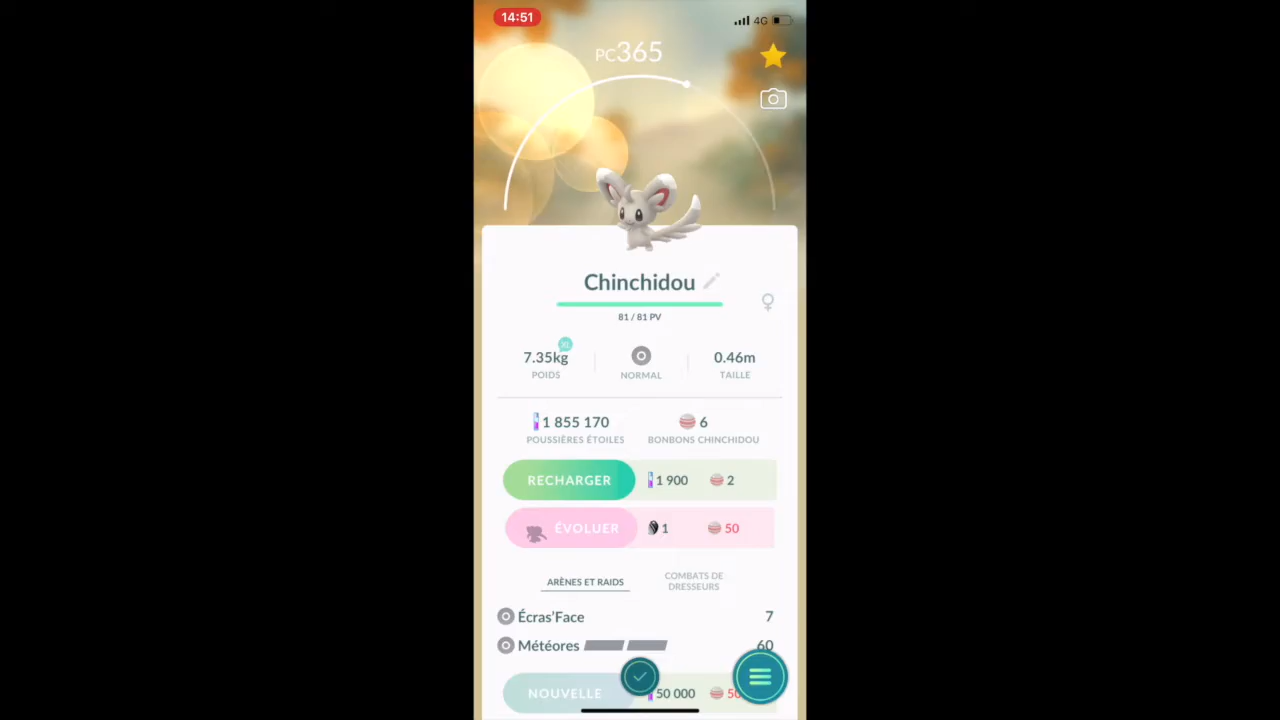 14:51
4G
PC365
Chinchidou
81 / 81 PV
XL
7.35kg
0.46m
POIDS
NORMAL
TAILLE
1 855 170
6
POUSSIÈRES ÉTOILES
BONBONS CHINCHIDOU
RECHARGER
1 900
2
ÉVOLUER
1
50
ARÈNES ET RAIDS
COMBATS DE
DRESSEURS
Écras'Face
7
Météores
60
NOUVELLE
50 000
50